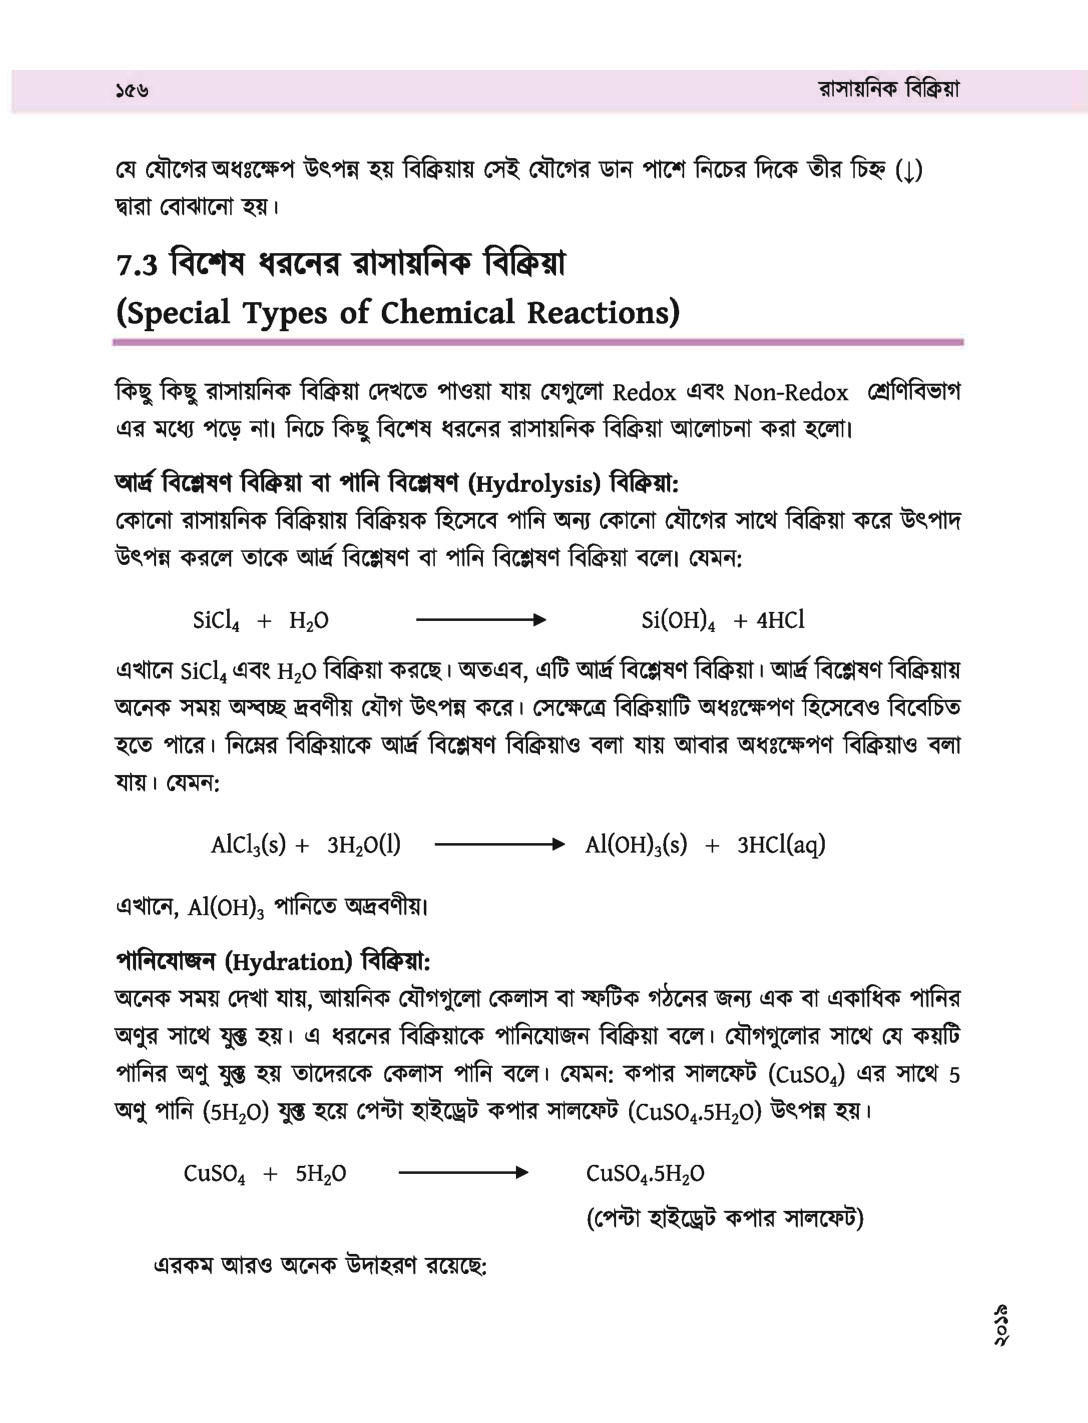 ১৫৬ রাসায়নিক বিক্রিয়া
যে যৌগের অধঃক্ষেপ উৎপন্ন হয় বিক্রিয়ায় সেই যৌগের ডান পাশে নিচের দিকে তীর চিহ্ন (↓)
দ্বারা বোঝানো হয়।
7.3 বিশেষ ধরনের রাসায়নিক বিক্রিয়া
(Special Types of Chemical Reactions)
কিছু কিছু রাসায়নিক বিক্রিয়া দেখতে পাওয়া যায় যেগুলো Redox এবং Non-Redox শ্রেণিবিভাগ
এর মধ্যে পড়ে না। নিচে কিছু বিশেষ ধরনের রাসায়নিক বিক্রিয়া আলোচনা করা হলো।
আর্দ্র বিশ্লেষণ বিক্রিয়া বা পানি বিশ্লেষণ (Hydrolysis) বিক্রিয়া:
কোনো রাসায়নিক বিক্রিয়ায় বিক্রিয়ক হিসেবে পানি অন্য কোনো যৌগের সাথে বিক্রিয়া করে উৎপাদ
উৎপন্ন করলে তাকে আর্দ্র বিশ্লেষণ বা পানি বিশ্লেষণ বিক্রিয়া বলে। যেমন:
SiCl₄ + H₂O ⟶ Si(OH)₄ + 4HCl
এখানে SiCl₄ এবং H₂O বিক্রিয়া করছে। অতএব, এটি আর্দ্র বিশ্লেষণ বিক্রিয়া। আর্দ্র বিশ্লেষণ বিক্রিয়ায়
অনেক সময় অস্বচ্ছ দ্রবণীয় যৌগ উৎপন্ন করে। সেক্ষেত্রে বিক্রিয়াটি অধঃক্ষেপণ হিসেবেও বিবেচিত
হতে পারে। নিম্নের বিক্রিয়াকে আর্দ্র বিশ্লেষণ বিক্রিয়াও বলা যায় আবার অধঃক্ষেপণ বিক্রিয়াও বলা
যায়। যেমন:
AlCl₃(s) + 3H₂O(l) ⟶ Al(OH)₃(s) + 3HCl(aq)
এখানে, Al(OH)₃ পানিতে অদ্রবণীয়।
পানিযোজন (Hydration) বিক্রিয়া:
অনেক সময় দেখা যায়, আয়নিক যৌগগুলো কেলাস বা স্ফটিক গঠনের জন্য এক বা একাধিক পানির
অণুর সাথে যুক্ত হয়। এ ধরনের বিক্রিয়াকে পানিযোজন বিক্রিয়া বলে। যৌগগুলোর সাথে যে কয়টি
পানির অণু যুক্ত হয় তাদেরকে কেলাস পানি বলে। যেমন: কপার সালফেট (CuSO₄) এর সাথে 5
অণু পানি (5H₂O) যুক্ত হয়ে পেন্টা হাইড্রেট কপার সালফেট (CuSO₄.5H₂O) উৎপন্ন হয়।
CuSO₄ + 5H₂O ⟶ CuSO₄.5H₂O
(পেন্টা হাইড্রেট কপার সালফেট)
এরকম আরও অনেক উদাহরণ রয়েছে:
২০১৯